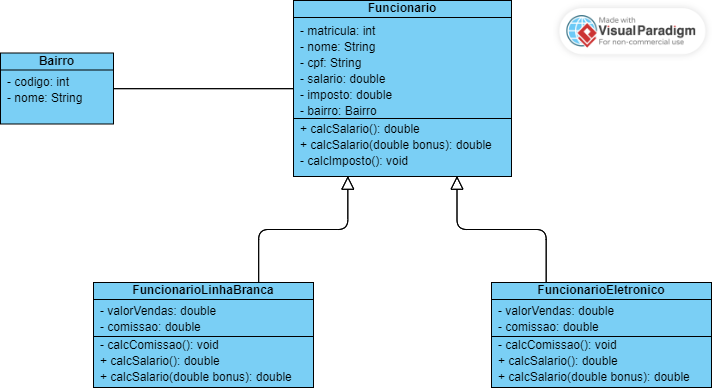 Funcionario
- matricula: int
- nome: String
- cpf: String
- salario: double
- imposto: double
- bairro: Bairro
+ calcSalario(): double
+ calcSalario(double bonus): double
- calcImposto(): void
Made with
Visual Paradigm
For non-commercial use
Bairro
- codigo: int
- nome: String
FuncionarioLinhaBranca
- valorVendas: double
- comissao: double
- calcComissao(): void
+ calcSalario(): double
+ calcSalario(double bonus): double
FuncionarioEletronico
- valorVendas: double
- comissao: double
- calcComissao(): void
+ calcSalario(): double
+ calcSalario(double bonus): double